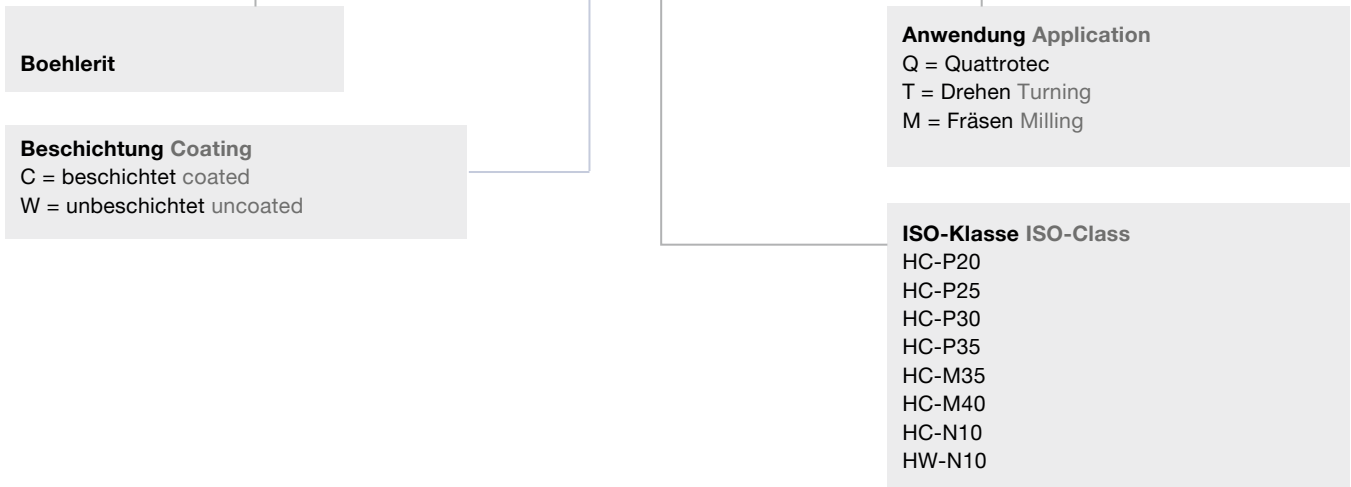 Boehlerit
Beschichtung Coating
C = beschichtet coated
W = unbeschichtet uncoated
Anwendung Application
Q = Quattrotec
T = Drehen Turning
M = Fräsen Milling
ISO-Klasse ISO-Class
HC-P20
HC-P25
HC-P30
HC-P35
HC-M35
HC-M40
HC-N10
HW-N10